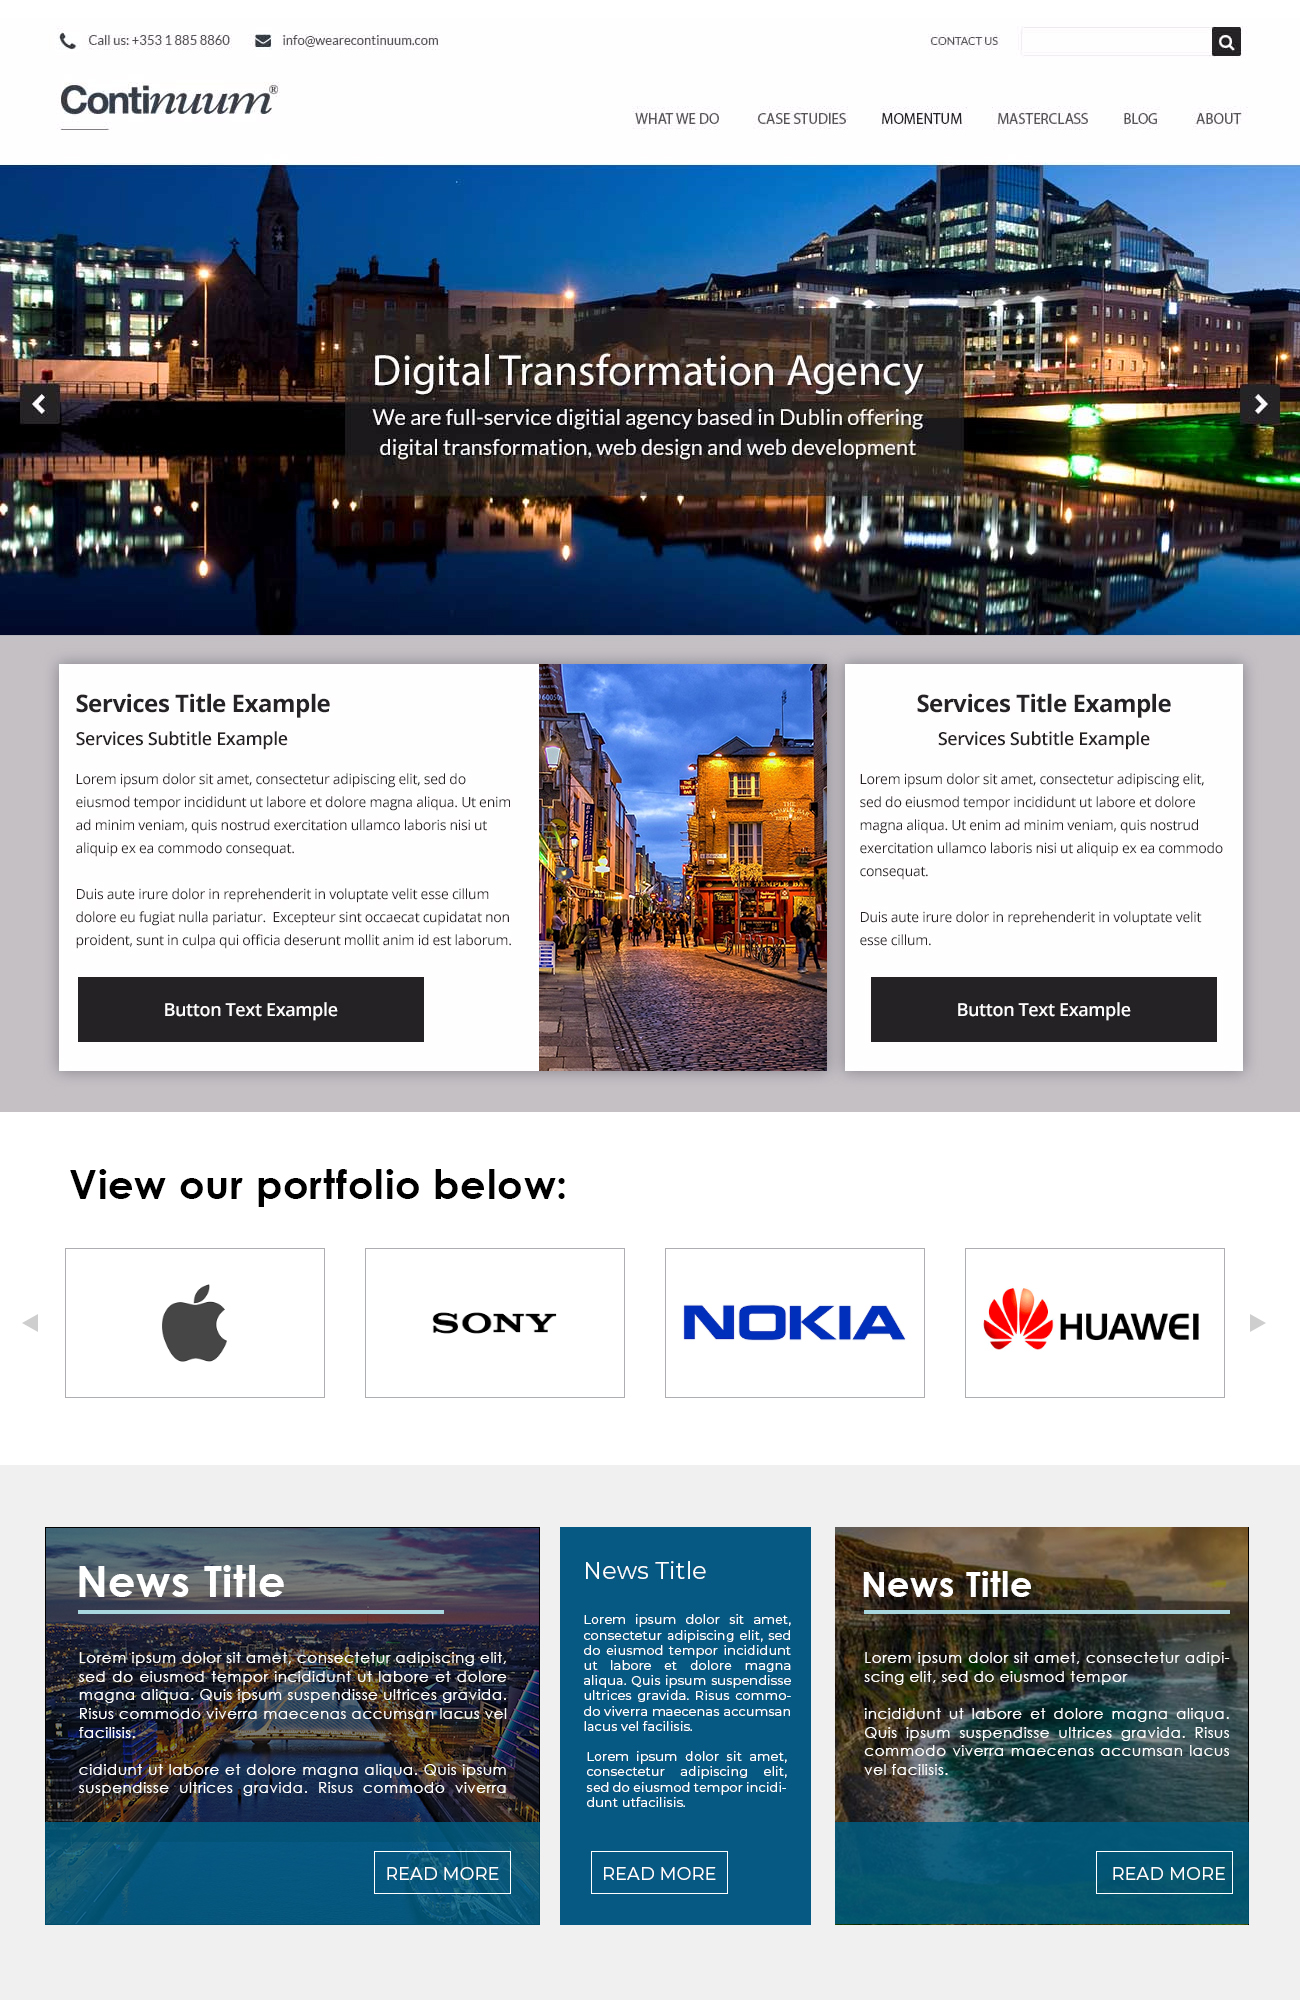 Call us: +353 1 885 8860
info@wearecontinuum.com
CONTACT US
Continuum®
WHAT WE DO
CASE STUDIES
MOMENTUM
MASTERCLASS
BLOG
ABOUT
Digital Transformation Agency
We are full-service digitial agency based in Dublin offering
digital transformation, web design and web development
Services Title Example
Services Subtitle Example
Lorem ipsum dolor sit amet, consectetur adipiscing elit, sed do
eiusmod tempor incididunt ut labore et dolore magna aliqua. Ut enim
ad minim veniam, quis nostrud exercitation ullamco laboris nisi ut
aliquip ex ea commodo consequat.
Duis aute irure dolor in reprehenderit in voluptate velit esse cillum
dolore eu fugiat nulla pariatur. Excepteur sint occaecat cupidatat non
proident, sunt in culpa qui officia deserunt mollit anim id est laborum.
Button Text Example
THE TEMPLE BAR
Services Title Example
Services Subtitle Example
Lorem ipsum dolor sit amet, consectetur adipiscing elit,
sed do eiusmod tempor incididunt ut labore et dolore
magna aliqua. Ut enim ad minim veniam, quis nostrud
exercitation ullamco laboris nisi ut aliquip ex ea commodo
consequat.
Duis aute irure dolor in reprehenderit in voluptate velit
esse cillum.
Button Text Example
View our portfolio below:
SONY
NOKIA
HUAWEI
News Title
Lorem ipsum dolor sit amet, consectetur adipiscing elit,
sed do eiusmod tempor incididunt ut labore et dolore
magna aliqua. Quis ipsum suspendisse ultrices gravida.
Risus commodo viverra maecenas accumsan lacus vel
facilisis.
cididunt ut labore et dolore magna aliqua. Quis ipsum
suspendisse ultrices gravida. Risus commodo viverra
READ MORE
News Title
Lorem ipsum dolor sit amet,
consectetur adipiscing elit, sed
do eiusmod tempor incididunt
ut labore et dolore magna
aliqua. Quis ipsum suspendisse
ultrices gravida. Risus commo-
do viverra maecenas accumsan
lacus vel facilisis.
Lorem ipsum dolor sit amet,
consectetur adipiscing elit,
sed do eiusmod tempor incidi-
dunt utfacilisis.
READ MORE
News Title
Lorem ipsum dolor sit amet, consectetur adipi-
scing elit, sed do eiusmod tempor
incididunt ut labore et dolore magna aliqua.
Quis ipsum suspendisse ultrices gravida. Risus
commodo viverra maecenas accumsan lacus
vel facilisis.
READ MORE